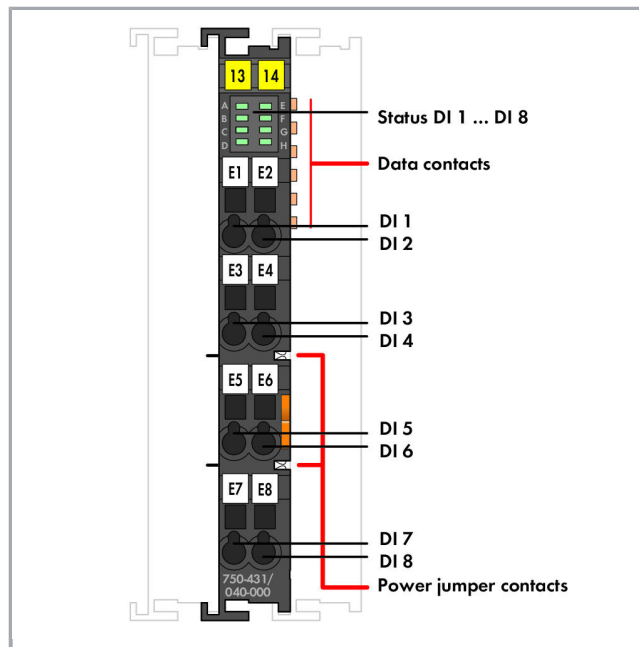 13 14
A E
B F
C G
D H
Status DI 1 ... DI 8
Data contacts
E1 E2
DI 1
DI 2
E3 E4
DI 3
DI 4
E5 E6
DI 5
DI 6
E7 E8
DI 7
DI 8
750-431/
040-000
Power jumper contacts